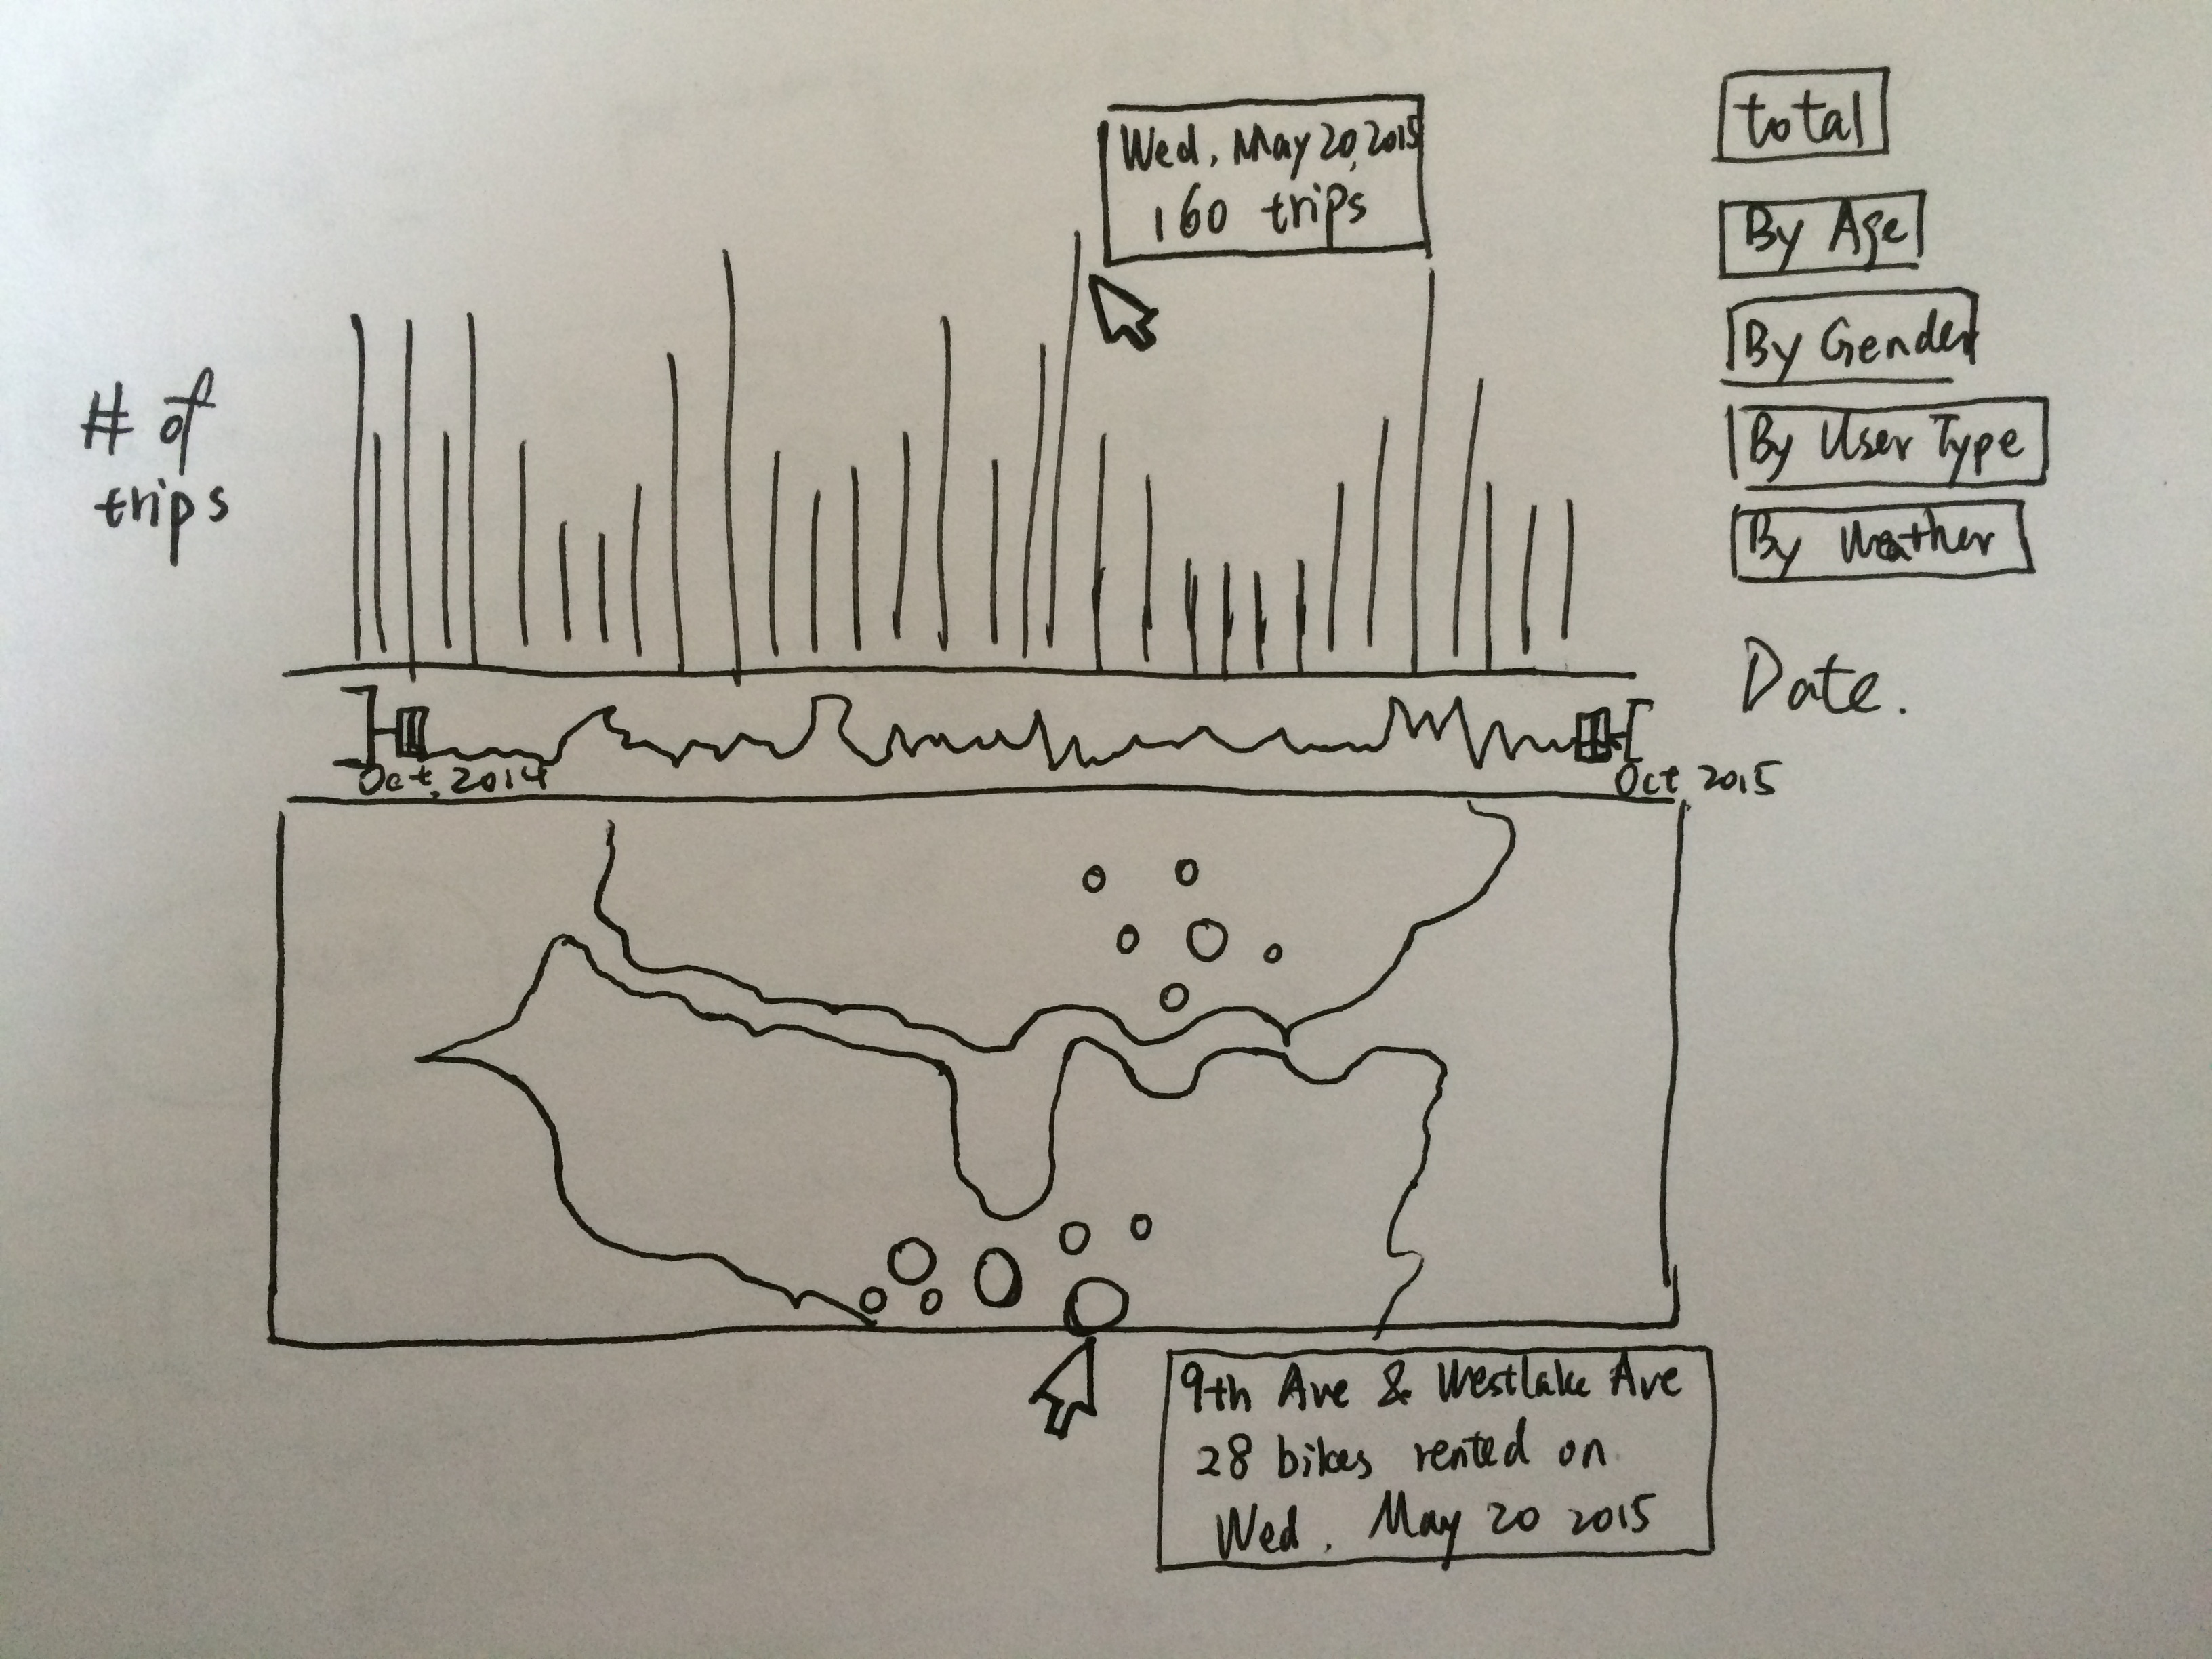 Wed, May 20, 2015
160 trips
total
By Age
By Gender
By User Type
By Weather
# of
trips
Date.
Oct, 2014
Oct 2015
9th Ave & Westlake Ave
28 bikes rented on
Wed. May 20 2015